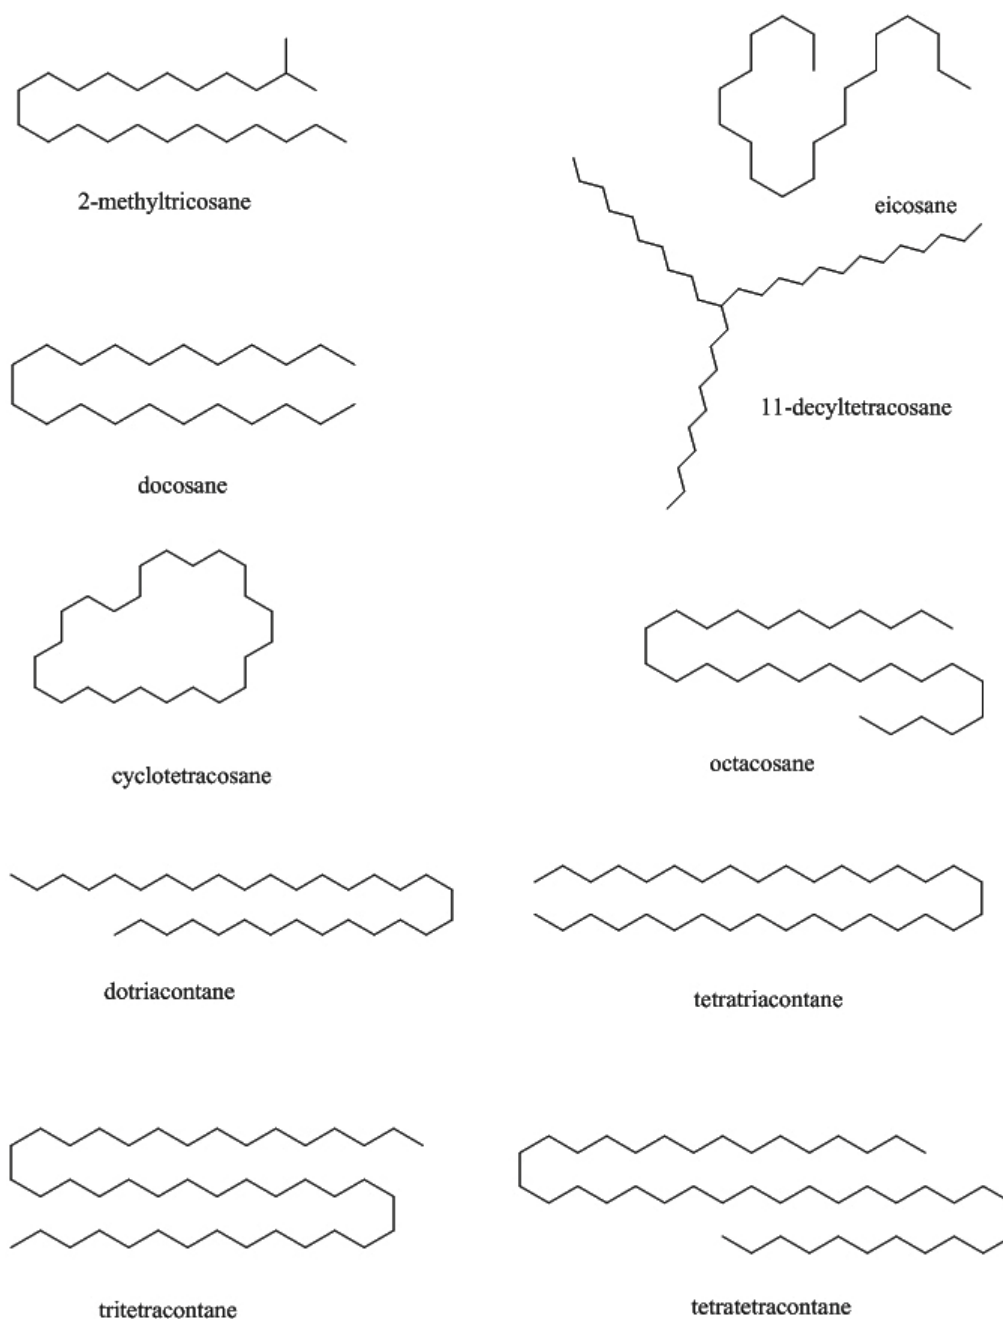 2-methyltricosane
eicosane
11-decyltetracosane
docosane
cyclotetracosane
octacosane
dotriacontane
tetratriacontane
tritetracontane
tetratetracontane